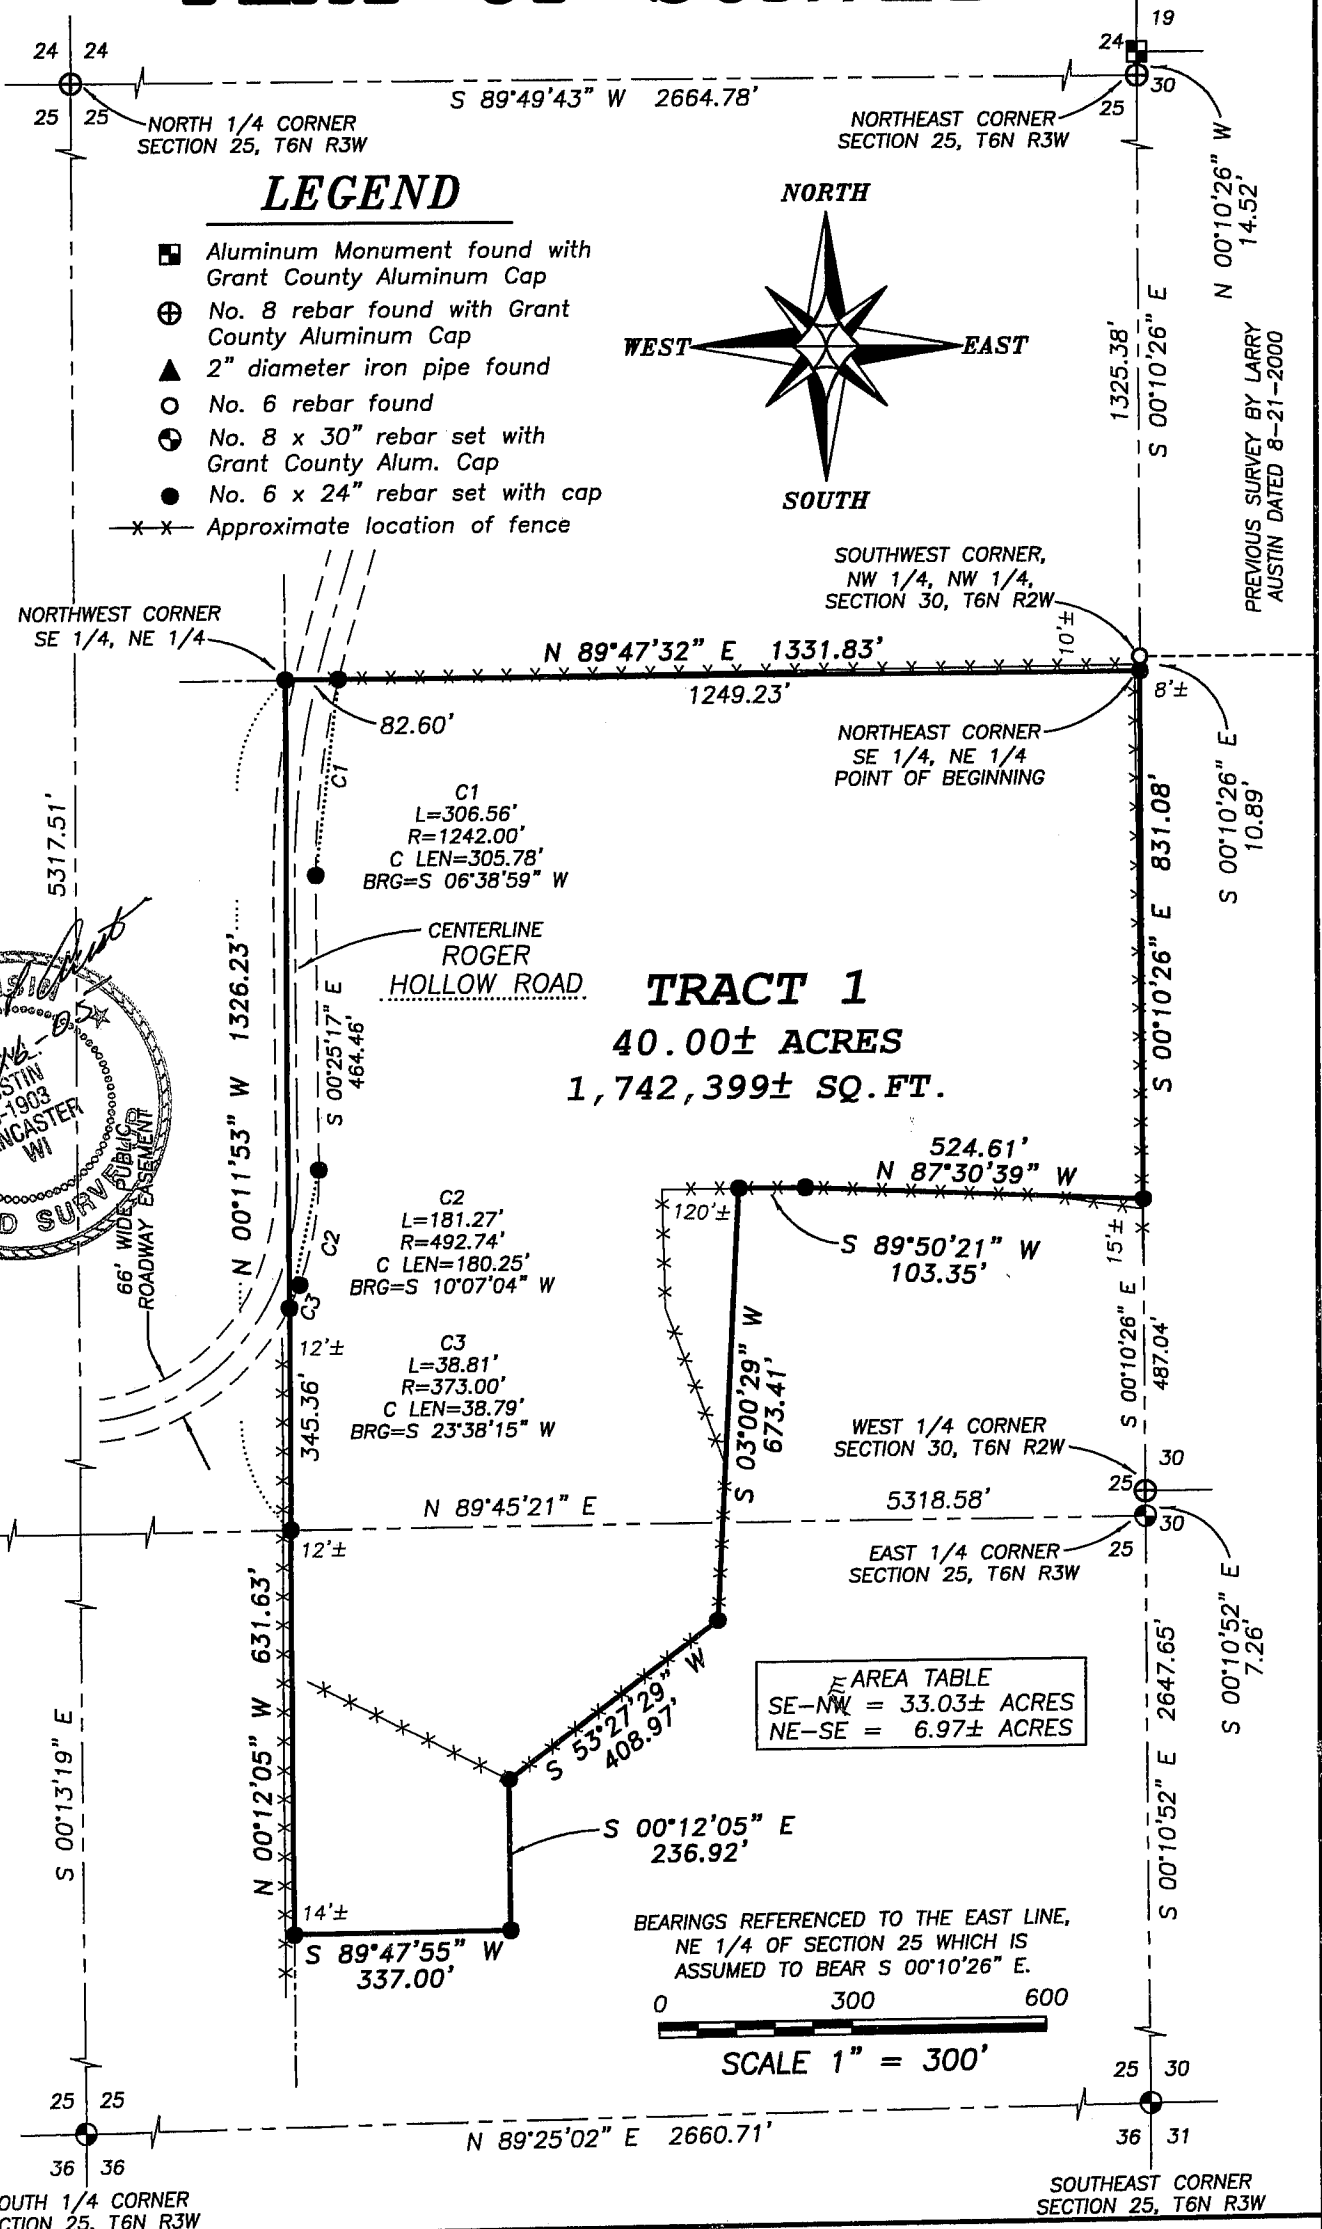 19
24 24
24
30
25 25
25
S 89°49'43" W 2664.78'
NORTH 1/4 CORNER
SECTION 25, T6N R3W
NORTHEAST CORNER
SECTION 25, T6N R3W
N 00°10'26" W
14.52'
LEGEND
Aluminum Monument found with
Grant County Aluminum Cap
No. 8 rebar found with Grant
County Aluminum Cap
2" diameter iron pipe found
No. 6 rebar found
No. 8 x 30" rebar set with
Grant County Alum. Cap
No. 6 x 24" rebar set with cap
Approximate location of fence
NORTH
WEST
EAST
SOUTH
1325.38'
S 00°10'26" E
PREVIOUS SURVEY BY LARRY
AUSTIN DATED 8-21-2000
SOUTHWEST CORNER,
NW 1/4, NW 1/4,
SECTION 30, T6N R2W
NORTHWEST CORNER
SE 1/4, NE 1/4
N 89°47'32" E 1331.83'
10'±
1249.23'
82.60'
8'±
NORTHEAST CORNER
SE 1/4, NE 1/4
POINT OF BEGINNING
S 00°10'26" E
10.89'
5317.51'
C1
C1
L=306.56'
R=1242.00'
C LEN=305.78'
BRG=S 06°38'59" W
S 00°10'26" E 831.08'
CENTERLINE
ROGER
HOLLOW ROAD
N 00°11'53" W 1326.23'
S 00°25'17" E
464.46'
TRACT 1
40.00± ACRES
1,742,399± SQ.FT.
-1903
WI
66' WIDE PUBLIC
ROADWAY EASEMENT
524.61'
N 87°30'39" W
120'±
S 89°50'21" W
103.35'
15'±
C2
C2
L=181.27'
R=492.74'
C LEN=180.25'
BRG=S 10°07'04" W
C3
12'±
C3
L=38.81'
R=373.00'
C LEN=38.79'
BRG=S 23°38'15" W
345.36'
S 03°00'29" W
673.41'
S 00°10'26" E
487.04'
WEST 1/4 CORNER
SECTION 30, T6N R2W
30
25
N 89°45'21" E
5318.58'
30
25
12'±
EAST 1/4 CORNER
SECTION 25, T6N R3W
S 00°10'52" E
7.26'
N 00°12'05" W 631.63'
S 53°27'29" W
408.97'
AREA TABLE
SE-NW = 33.03± ACRES
NE-SE = 6.97± ACRES
S 00°13'19" E
S 00°10'52" E 2647.65'
S 00°12'05" E
236.92'
14'±
S 89°47'55" W
337.00'
BEARINGS REFERENCED TO THE EAST LINE,
NE 1/4 OF SECTION 25 WHICH IS
ASSUMED TO BEAR S 00°10'26" E.
0 300 600
SCALE 1" = 300'
25 25
25 30
N 89°25'02" E 2660.71'
36 36
36 31
OUTH 1/4 CORNER
CTION 25, T6N R3W
SOUTHEAST CORNER
SECTION 25, T6N R3W